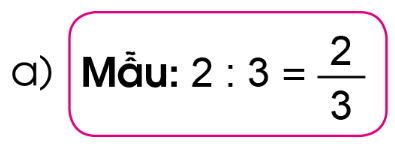 a) Mẫu: 2 : 3 = 2/3